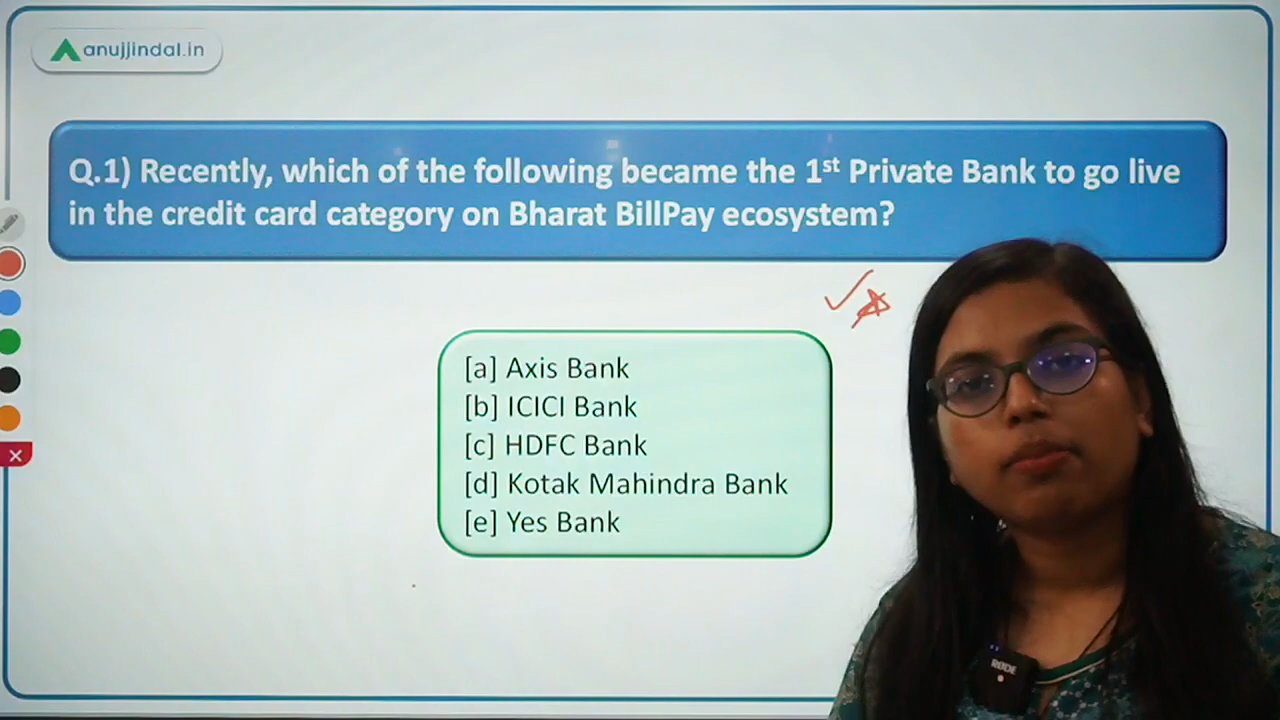 anujjindal.in
Q.1) Recently, which of the following became the 1st Private Bank to go live
in the credit card category on Bharat BillPay ecosystem?
[a] Axis Bank
[b] ICICI Bank
[c] HDFC Bank
[d] Kotak Mahindra Bank
[e] Yes Bank
RODE